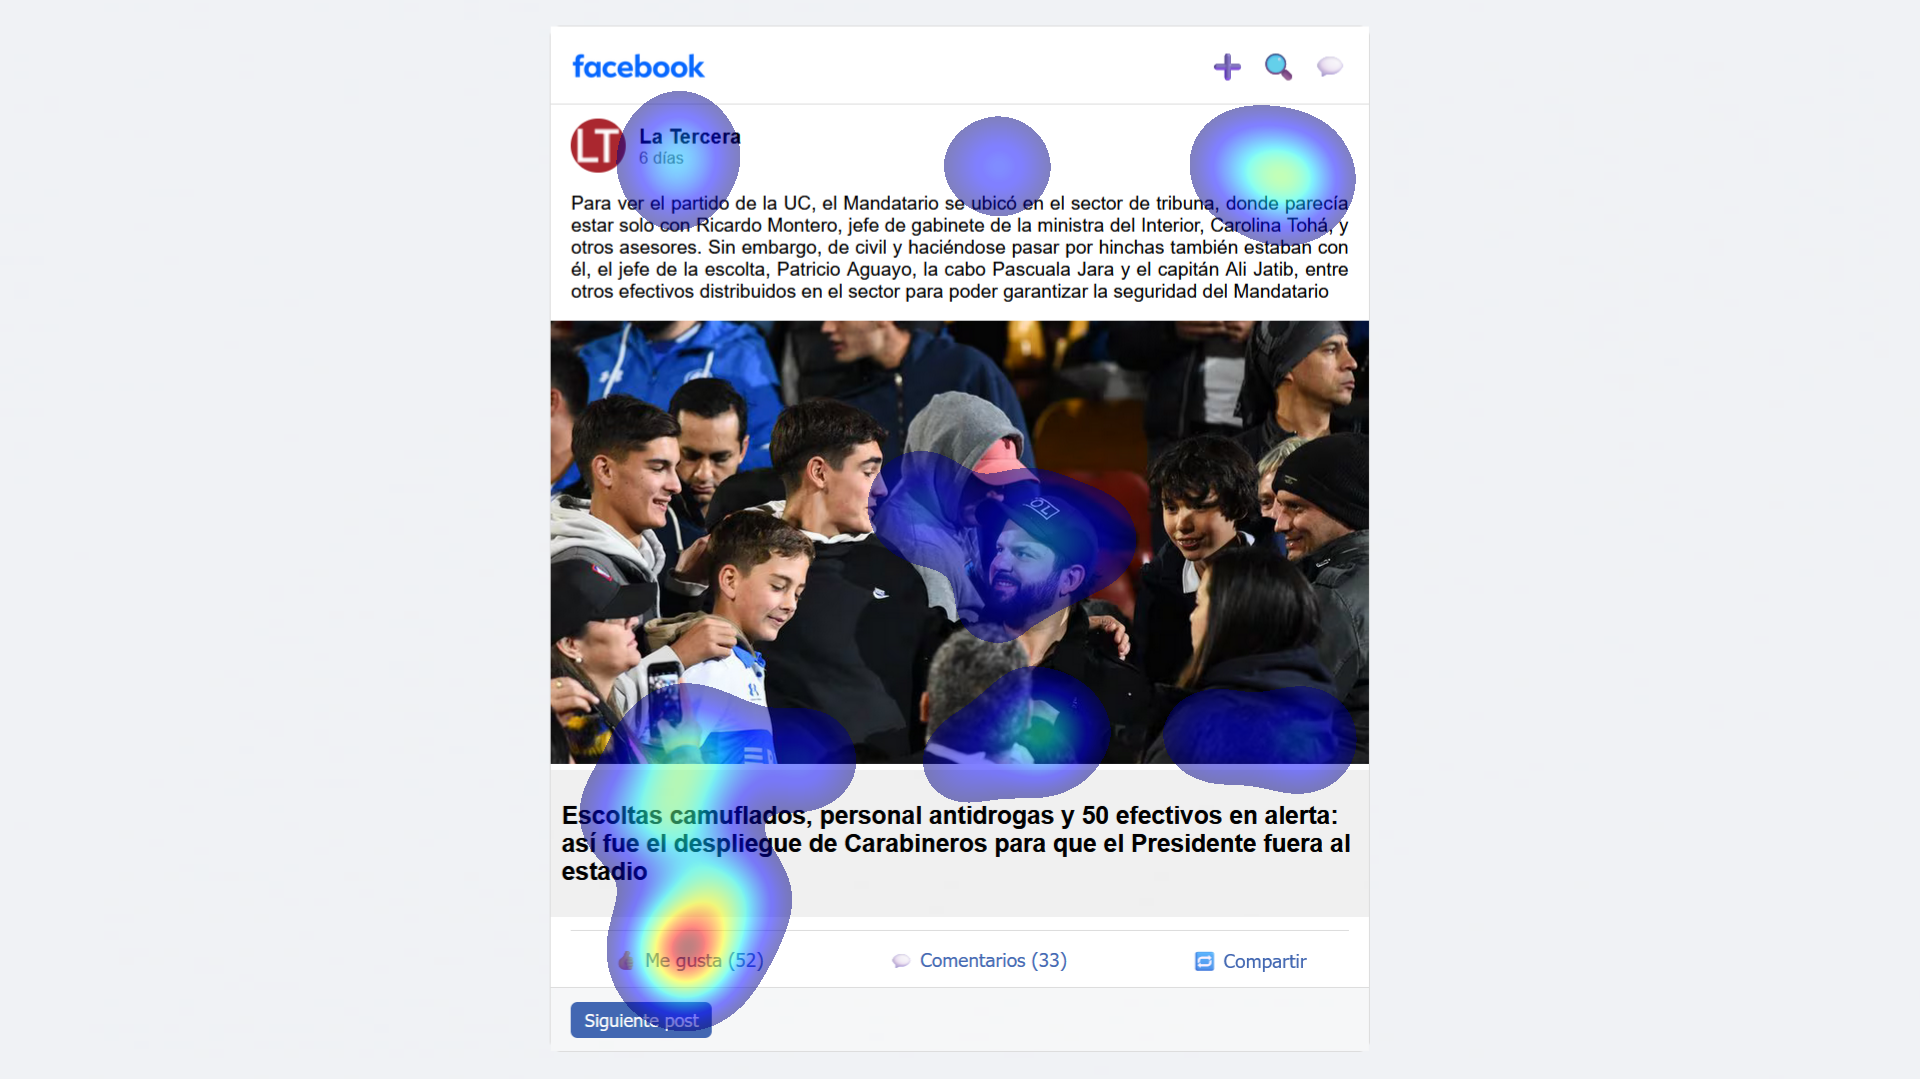 facebook
LT
La Tercera
6 días
Para ver el partido de la UC, el Mandatario se ubicó en el sector de tribuna, donde parecía
estar solo con Ricardo Montero, jefe de gabinete de la ministra del Interior, Carolina Tohá, y
otros asesores. Sin embargo, de civil y haciéndose pasar por hinchas también estaban con
él, el jefe de la escolta, Patricio Aguayo, la cabo Pascuala Jara y el capitán Ali Jatib, entre
otros efectivos distribuidos en el sector para poder garantizar la seguridad del Mandatario
OL
Escoltas camuflados, personal antidrogas y 50 efectivos en alerta:
así fue el despliegue de Carabineros para que el Presidente fuera al
estadio
Me gusta (52)
Comentarios (33)
Compartir
Siguiente post